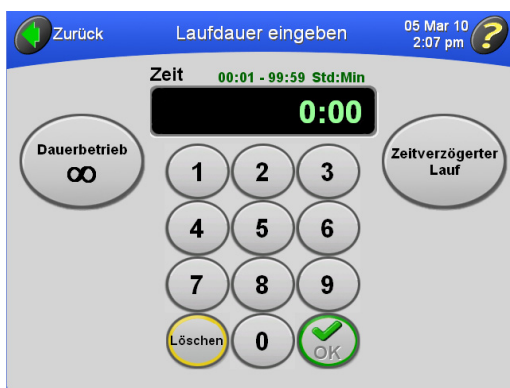 Zurück
Laufdauer eingeben
05 Mar 10
2:07 pm
?
Zeit 00:01 - 99:59 Std:Min
0:00
Dauerbetrieb
∞
Zeitverzögerter
Lauf
1 2 3
4 5 6
7 8 9
Löschen 0 OK